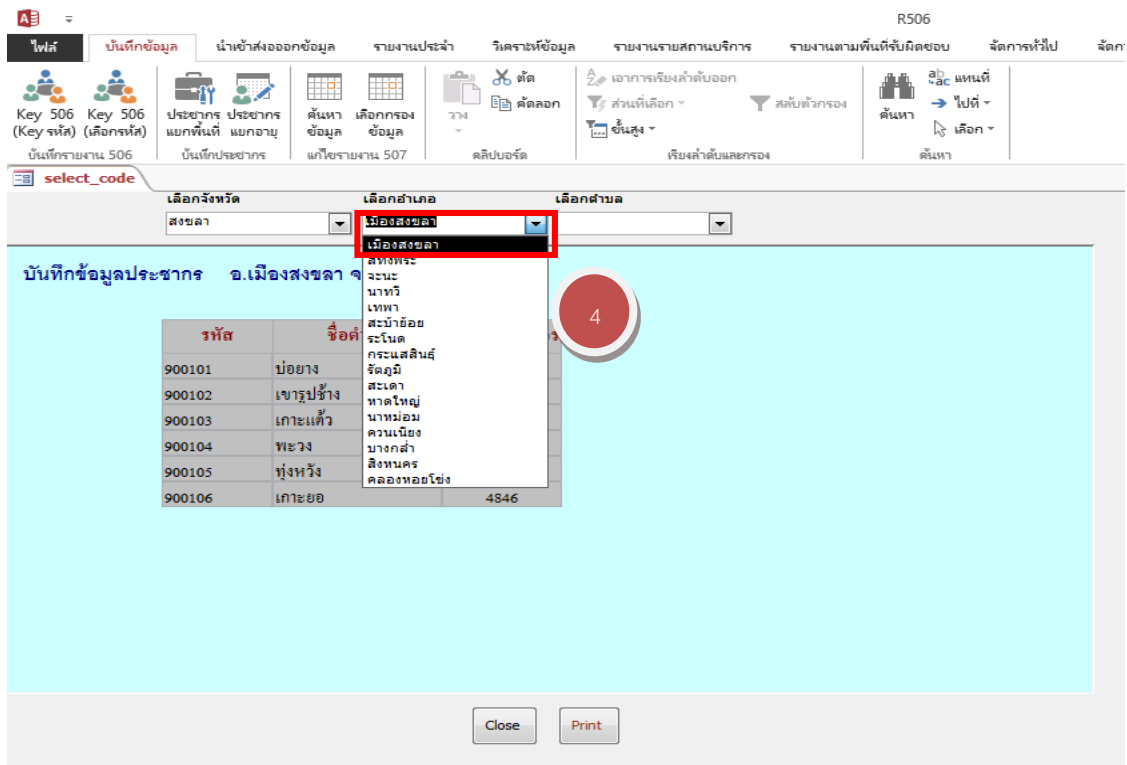 R506
ไฟล์ บันทึกข้อมูล นำเข้าส่งออกข้อมูล รายงานประจำ วิเคราะห์ข้อมูล รายงานรายสถานบริการ รายงานตามพื้นที่รับผิดชอบ จัดการทั่วไป จัดก
Key 506 (Key รหัส)
Key 506 (เลือกรหัส)
บันทึกรายงาน 506
ประชากร แยกพื้นที่
ประชากร แยกอายุ
บันทึกประชากร
ค้นหา ข้อมูล
เลือกกรอง ข้อมูล
แก้ไขรายงาน 507
วาง
ตัด
คัดลอก
คลิปบอร์ด
เอาการเรียงลำดับออก
ส่วนที่เลือก
ขั้นสูง
สลับตัวกรอง
เรียงลำดับและกรอง
ค้นหา
แทนที่
ไปที่
เลือก
ค้นหา
select_code
เลือกจังหวัด เลือกอำเภอ เลือกตำบล
สงขลา เมืองสงขลา
เมืองสงขลา
สทิงพระ
จะนะ
นาทวี
เทพา
สะบ้าย้อย
ระโนด
กระแสสินธุ์
รัตภูมิ
สะเดา
หาดใหญ่
นาหม่อม
ควนเนียง
บางกล่ำ
สิงหนคร
คลองหอยโข่ง
4
บันทึกข้อมูลประชากร อ.เมืองสงขลา จ
รหัส ชื่อตำ
900101 บ่อยาง
900102 เขารูปช้าง
900103 เกาะแต้ว
900104 พะวง
900105 ทุ่งหวัง
900106 เกาะยอ 4846
Close Print